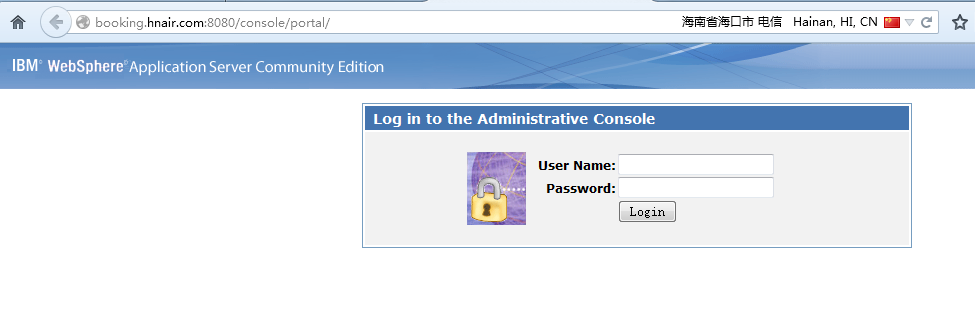 booking.hnair.com:8080/console/portal/ 海南省海口市 电信 Hainan, HI, CN
IBM® WebSphere® Application Server Community Edition
Log in to the Administrative Console
User Name:
Password:
Login